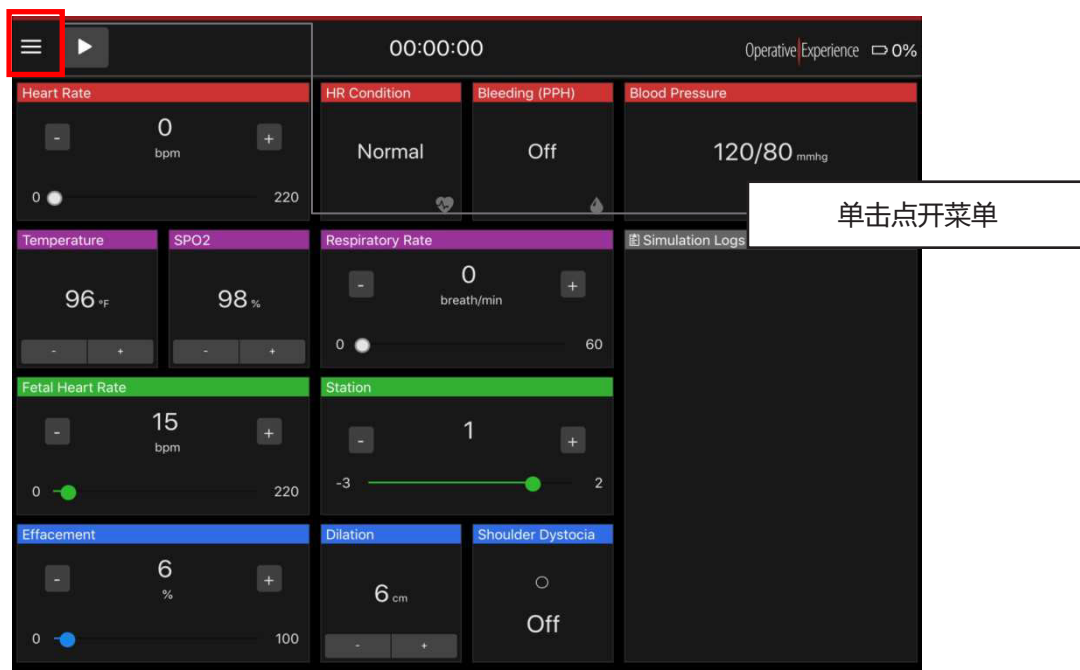 00:00:00
Operative Experience 0%
Heart Rate
- 0 +
bpm
0 220
HR Condition
Normal
Bleeding (PPH)
Off
Blood Pressure
120/80 mmhg
单击点开菜单
Temperature
96 °F
- +
SPO2
98 %
- +
Respiratory Rate
- 0 +
breath/min
0 60
Simulation Logs
Fetal Heart Rate
- 15 +
bpm
0 220
Station
- 1 +
-3 2
Effacement
- 6 +
%
0 100
Dilation
6 cm
- +
Shoulder Dystocia
Off